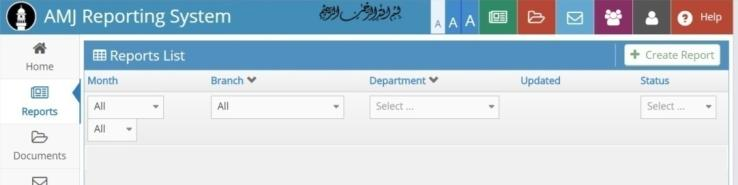 AMJ Reporting System
بسم الله الرحمن الرحيم
A A A
Help
Home
Reports
Documents
Reports List
+ Create Report
Month Branch Department Updated Status
All All Select ... Select ...
All